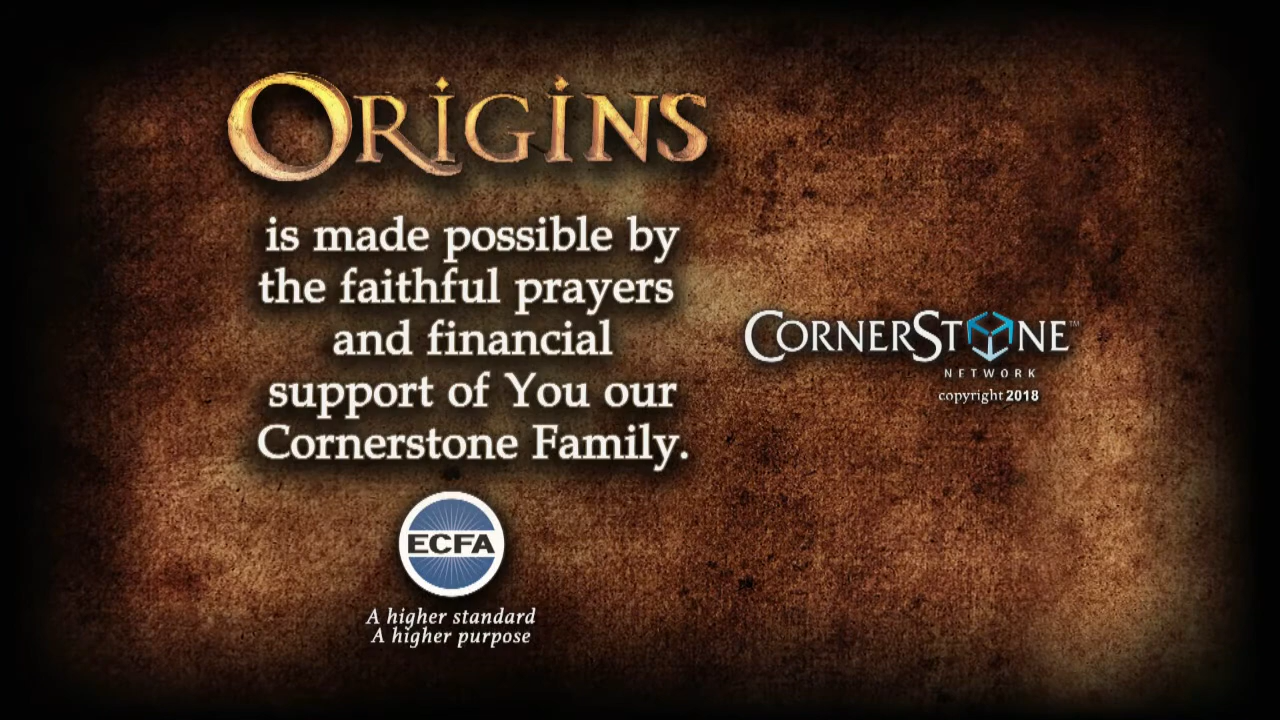 ORIGINS
is made possible by
the faithful prayers
and financial
support of You our
Cornerstone Family.
ECFA
A higher standard
A higher purpose
CORNERSTONE™
NETWORK
copyright 2018